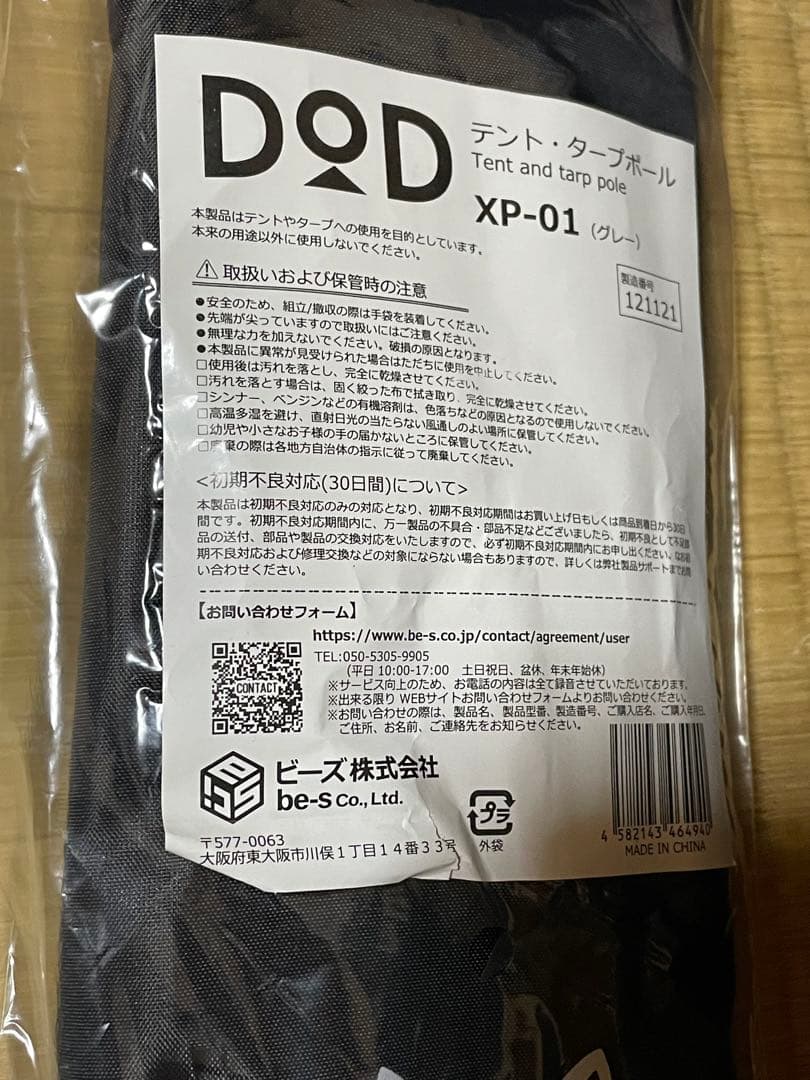 DOD
テント・タープポール
Tent and tarp pole
XP-01 (グレー)
本製品はテントやタープへの使用を目的としています。
本来の用途以外に使用しないでください。
製造番号
121121
取扱いおよび保管時の注意
●安全のため、組立/撤収の際は手袋を装着してください。
●先端が尖っていますので取扱いにはご注意ください。
●無理な力を加えないでください。破損の原因となります。
●本製品に異常が見受けられた場合はただちに使用を中止してください。
□使用後は汚れを落とし、完全に乾燥させてください。
□汚れを落とす場合は、固く絞った布で拭き取り、完全に乾燥させてください。
□シンナー、ベンジンなどの有機溶剤は、色落ちなどの原因となるので使用しないでください。
□高温多湿を避け、直射日光の当たらない風通しのよい場所に保管してください。
□幼児や小さなお子様の手の届かないところに保管してください。
□廃棄の際は各地方自治体の指示に従って廃棄してください。
<初期不良対応(30日間)について>
本製品は初期不良対応のみの対応となり、初期不良対応期間はお買い上げ日もしくは商品到着日から30日
間です。初期不良対応期間内に、万一製品の不具合・部品不足などございましたら、初期不良として不足部
品の送付、部品や製品の交換対応をいたしますので、必ず初期不良対応期間内にお申し出ください。なお初
期不良対応および修理交換などの対象にならない場合もありますので、詳しくは弊社製品サポートまでお問
い合わせください。
【お問い合わせフォーム】
https://www.be-s.co.jp/contact/agreement/user
CONTACT
TEL:050-5305-9905
(平日 10:00-17:00 土日祝日、盆休、年末年始休)
※サービス向上のため、お電話の内容は全て録音させていただいております。
※出来る限り WEBサイトお問い合わせフォームよりお問い合わせください。
※お問い合わせの際は、製品名、製品型番、製造番号、ご購入店名、ご購入年月日、
ご住所、お名前、ご連絡先をお知らせください。
ビーズ株式会社
be-s Co., Ltd.
〒577-0063
大阪府東大阪市川俣1丁目14番33号
プラ
外袋
4 582143 464940
MADE IN CHINA